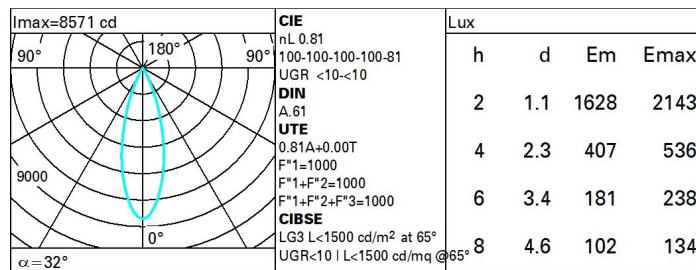 Imax=8571 cd
90° 180° 90°
9000
0°
α=32°
CIE
nL 0.81
100-100-100-100-81
UGR <10-<10
DIN
A.61
UTE
0.81A+0.00T
F"1=1000
F"1+F"2=1000
F"1+F"2+F"3=1000
CIBSE
LG3 L<1500 cd/m² at 65°
UGR<10 | L<1500 cd/mq @65°
Lux
h d Em Emax
2 1.1 1628 2143
4 2.3 407 536
6 3.4 181 238
8 4.6 102 134